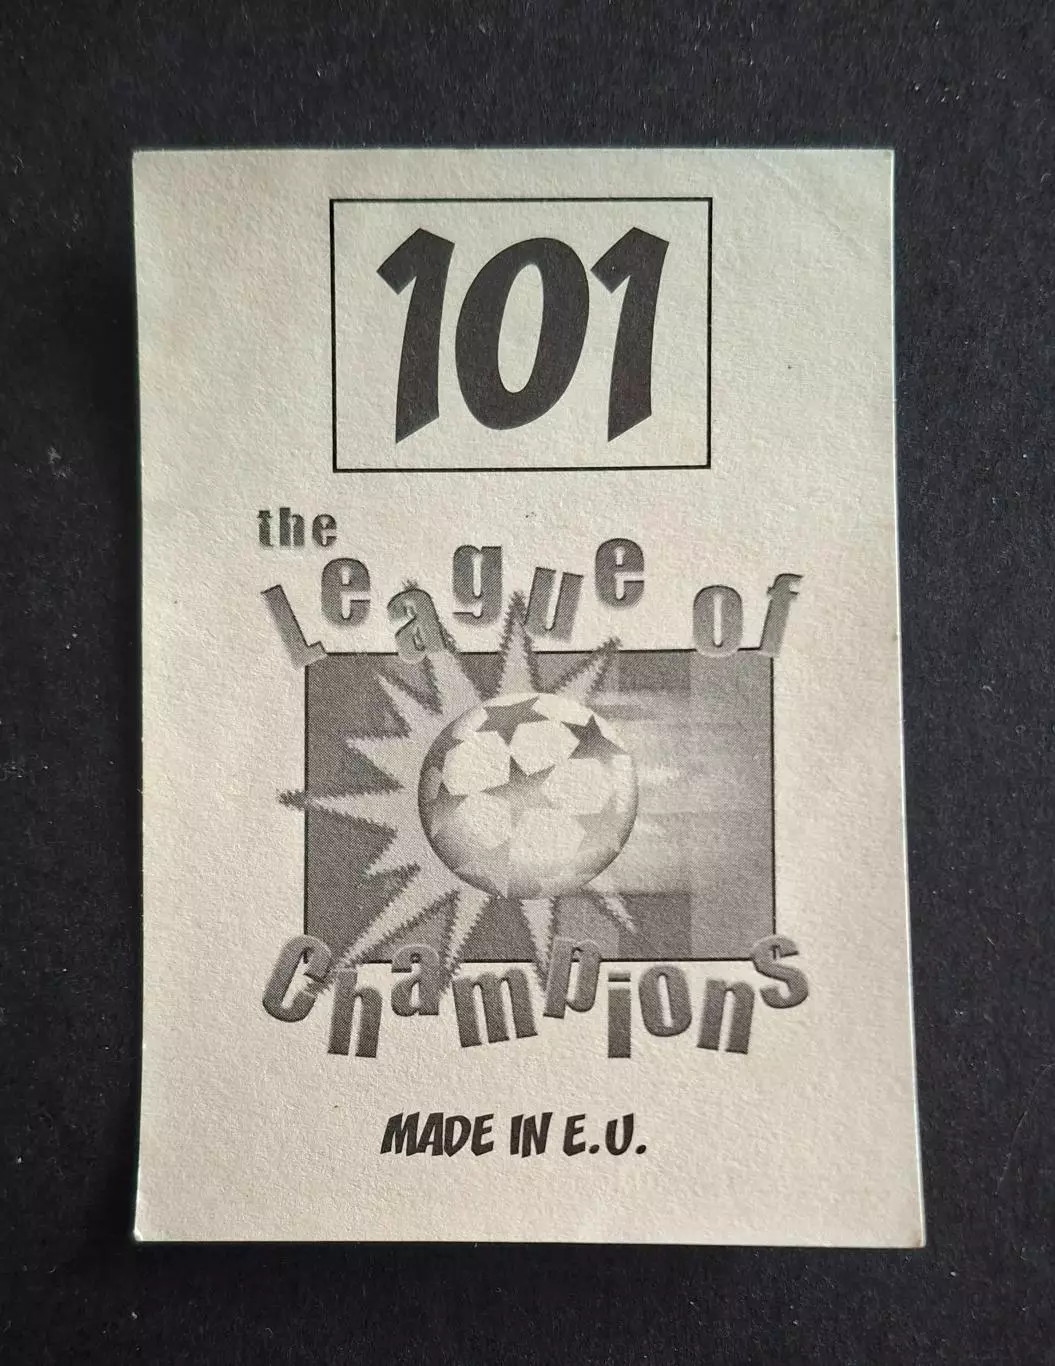 101
the
League of
Champions
MADE IN E.U.